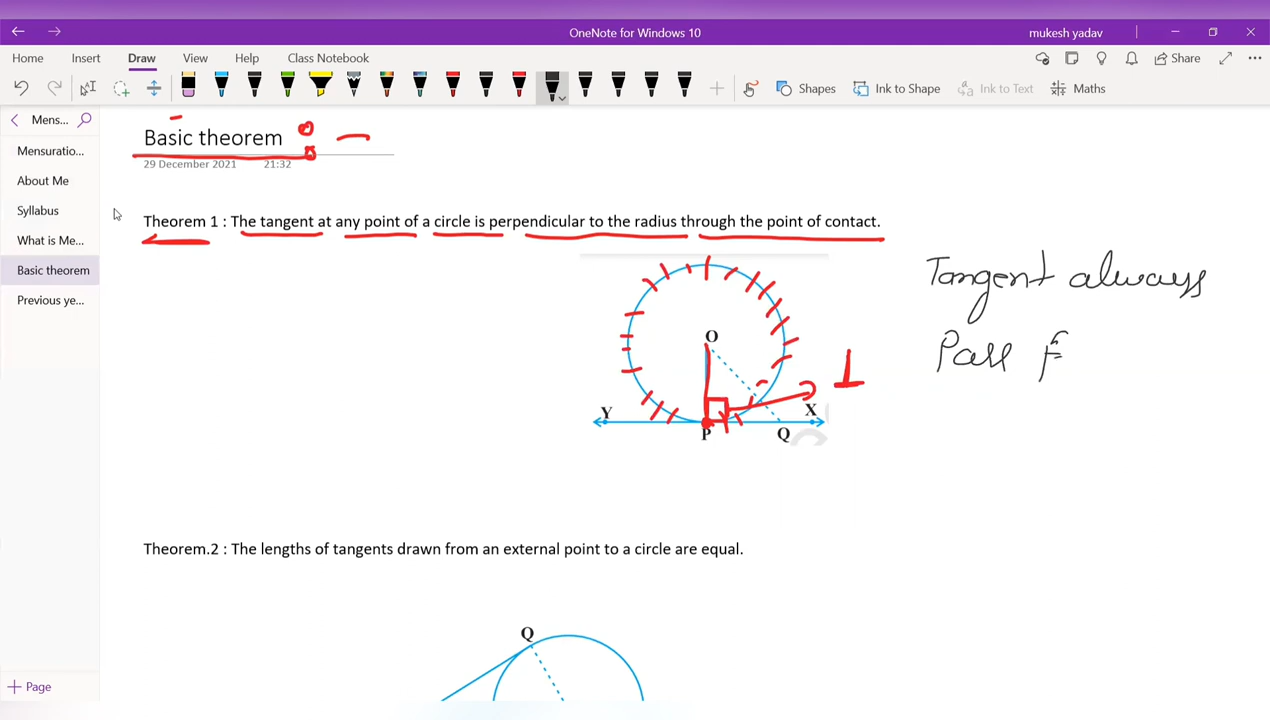 OneNote for Windows 10
mukesh yadav
Home
Insert
Draw
View
Help
Class Notebook
Share
Shapes
Ink to Shape
Ink to Text
Maths
Mens...
Mensuratio...
About Me
Syllabus
What is Me...
Basic theorem
Previous ye...
Page
Basic theorem
29 December 2021 21:32
Theorem 1 : The tangent at any point of a circle is perpendicular to the radius through the point of contact.
O
Y
X
P
Q
⊥
Tangent always
Pass F
Theorem.2 : The lengths of tangents drawn from an external point to a circle are equal.
Q